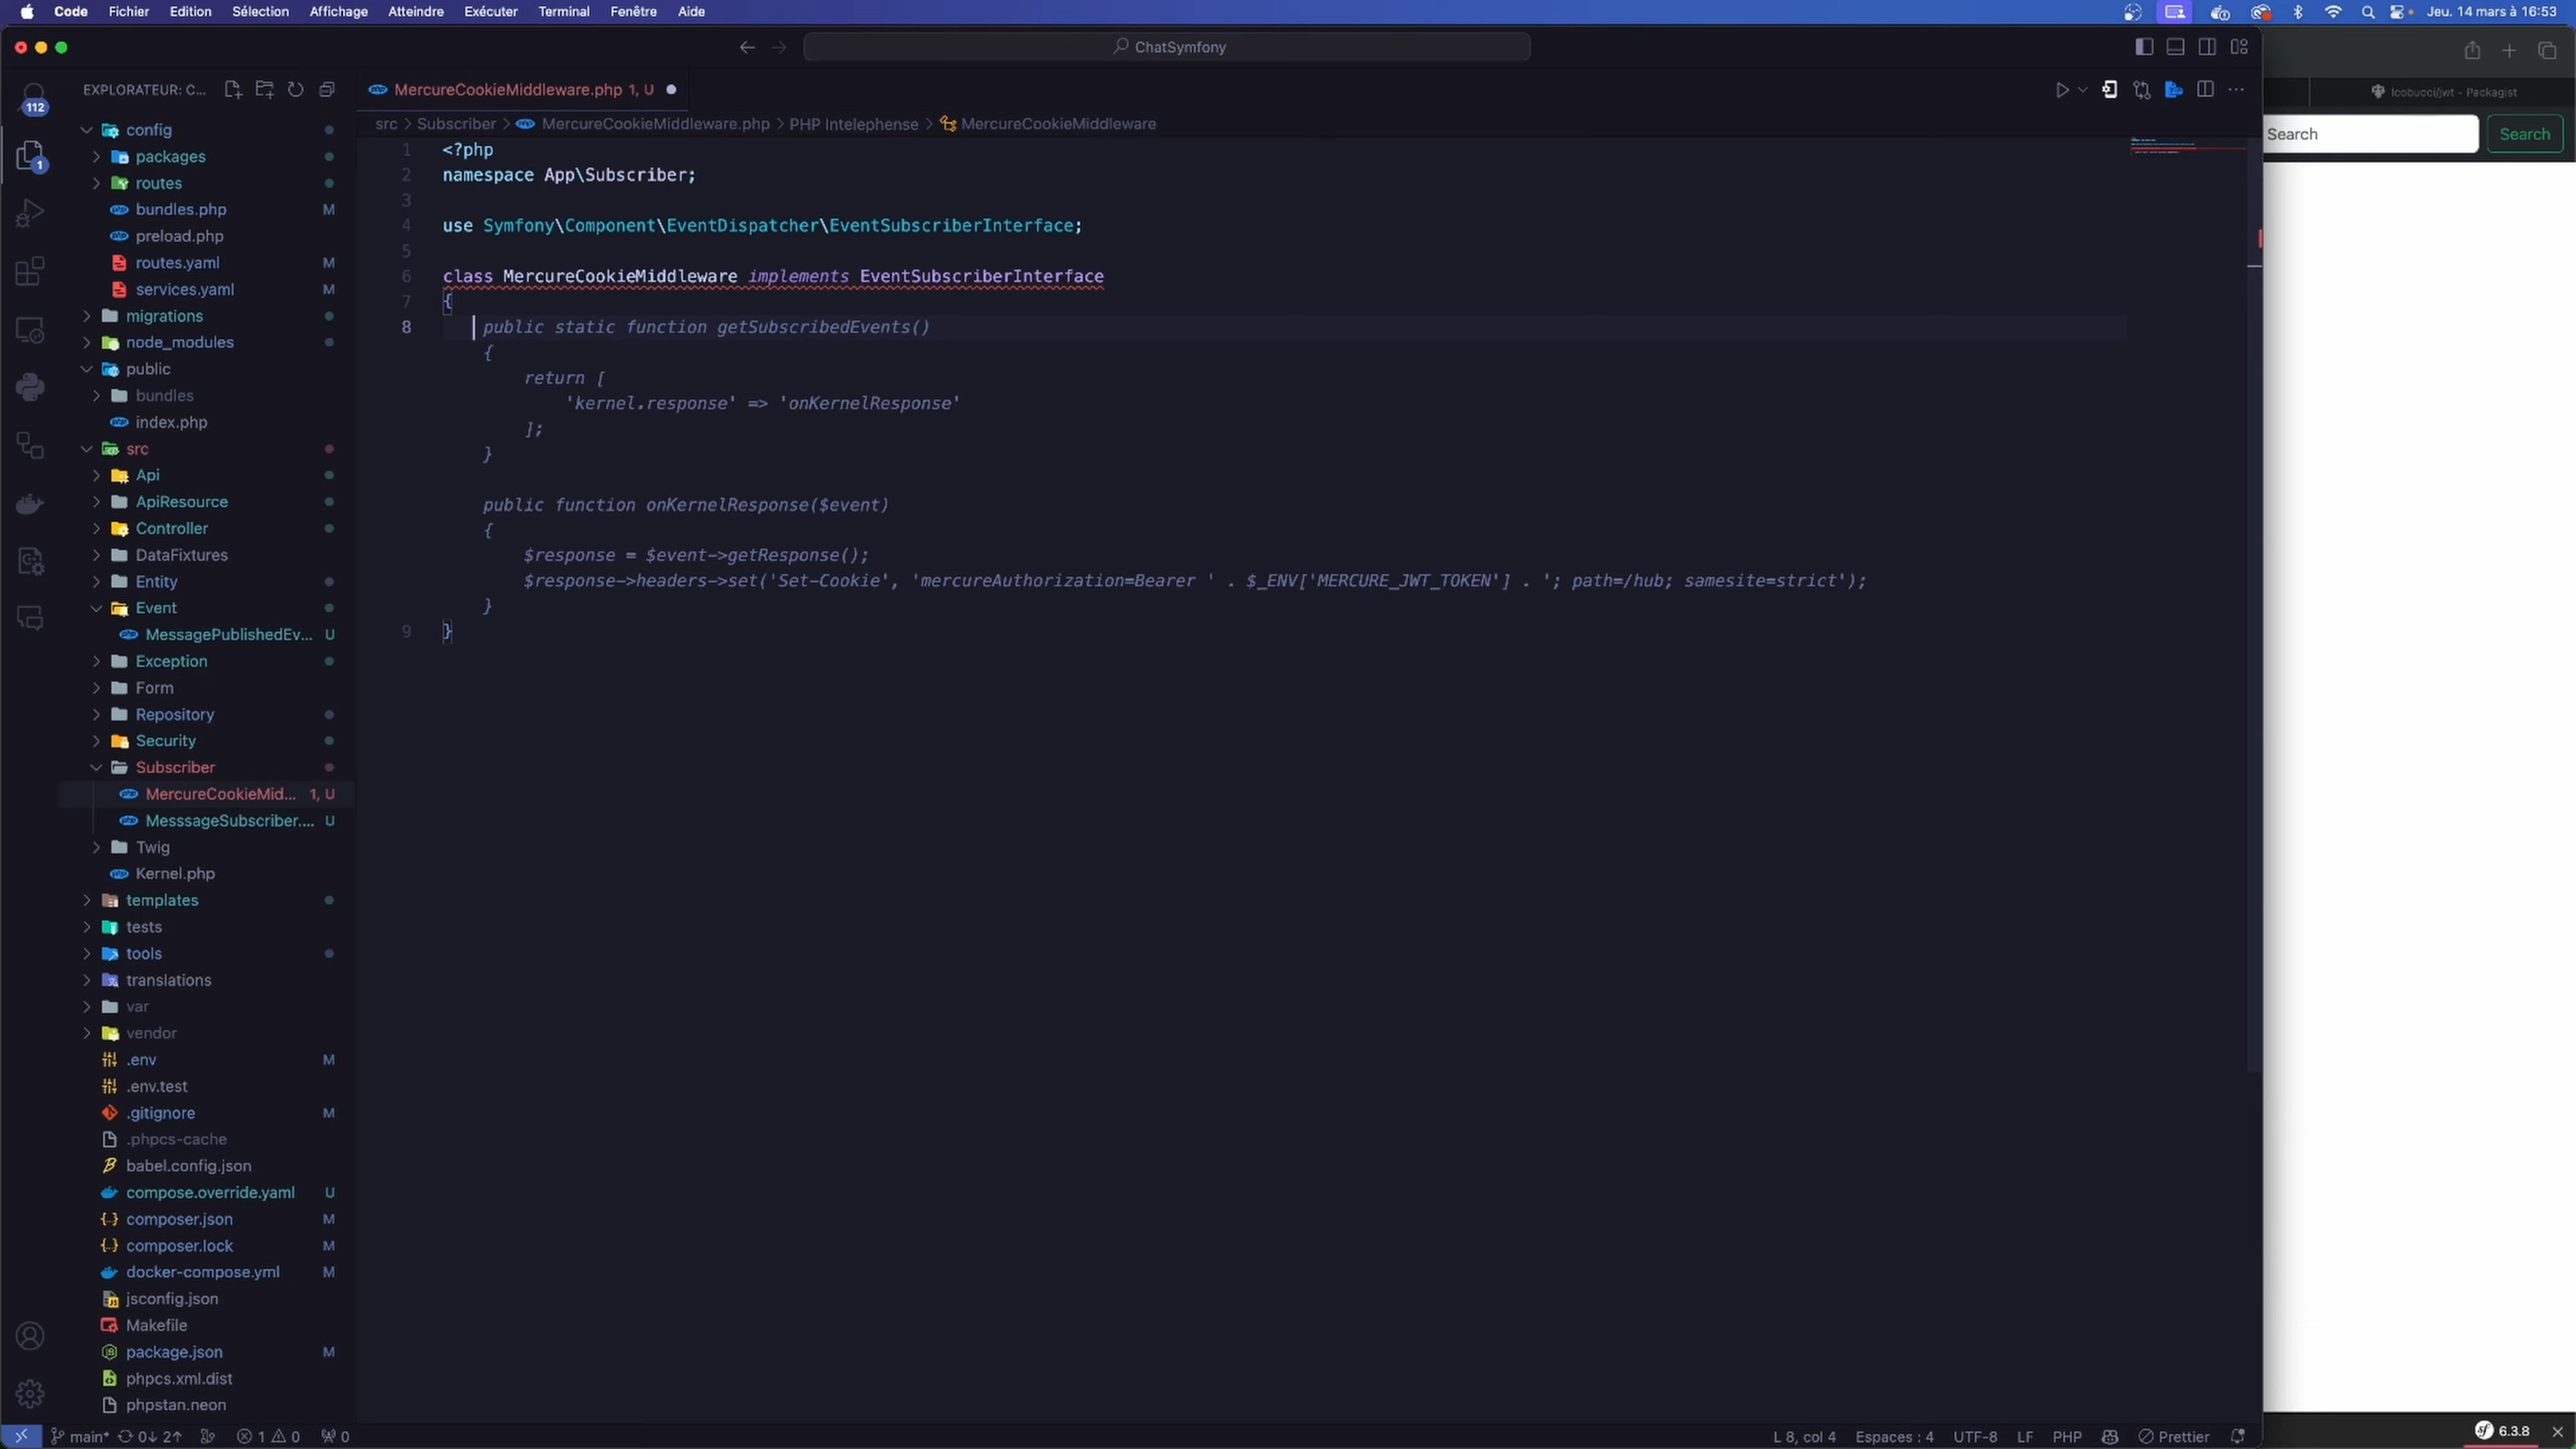 Code Fichier Edition Sélection Affichage Atteindre Exécuter Terminal Fenêtre Aide
Jeu. 14 mars à 16:53
ChatSymfony
lcobucci/jwt - Packagist
Search
Search
112
1
EXPLORATEUR: C...
config
packages
routes
bundles.php M
preload.php
routes.yaml M
services.yaml M
migrations
node_modules
public
bundles
index.php
src
Api
ApiResource
Controller
DataFixtures
Entity
Event
MessagePublishedEv... U
Exception
Form
Repository
Security
Subscriber
MercureCookieMid... 1, U
MesssageSubscriber.... U
Twig
Kernel.php
templates
tests
tools
translations
var
vendor
.env M
.env.test
.gitignore M
.phpcs-cache
babel.config.json
compose.override.yaml U
composer.json M
composer.lock M
docker-compose.yml M
jsconfig.json
Makefile
package.json M
phpcs.xml.dist
phpstan.neon
MercureCookieMiddleware.php 1, U
src > Subscriber > MercureCookieMiddleware.php > PHP Intelephense > MercureCookieMiddleware
1 <?php
2 namespace App\Subscriber;
3
4 use Symfony\Component\EventDispatcher\EventSubscriberInterface;
5
6 class MercureCookieMiddleware implements EventSubscriberInterface
7 {
8 public static function getSubscribedEvents()
{
return [
'kernel.response' => 'onKernelResponse'
];
}
public function onKernelResponse($event)
{
$response = $event->getResponse();
$response->headers->set('Set-Cookie', 'mercureAuthorization=Bearer ' . $_ENV['MERCURE_JWT_TOKEN'] . '; path=/hub; samesite=strict');
}
9 }
main* 0↓ 2↑ 1 0 0
L 8, col 4 Espaces : 4 UTF-8 LF PHP Prettier
sf 6.3.8